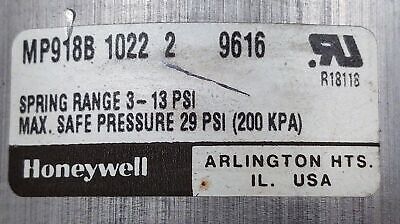 MP918B 1022 2 9616
R18118
SPRING RANGE 3-13 PSI
MAX. SAFE PRESSURE 29 PSI (200 KPA)
Honeywell
ARLINGTON HTS.
IL. USA